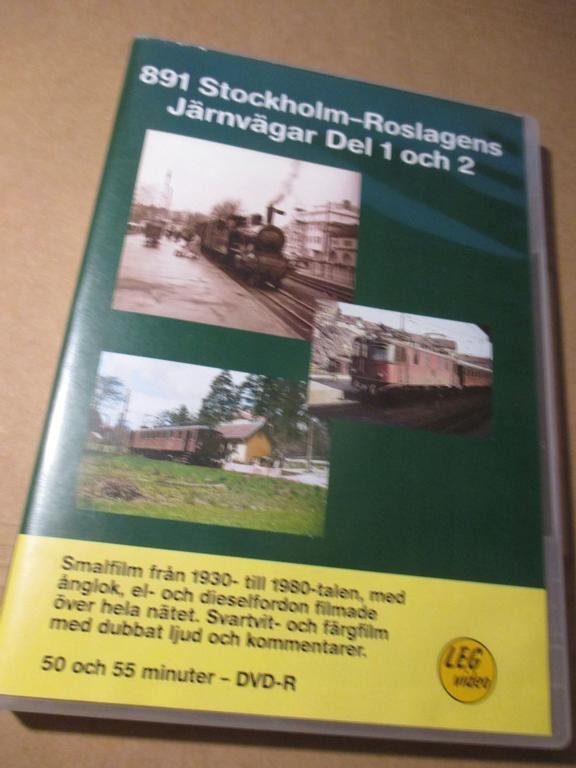 891 Stockholm–Roslagens
Järnvägar Del 1 och 2
Smalfilm från 1930- till 1980-talen, med
ånglok, el- och dieselfordon filmade
över hela nätet. Svartvit- och färgfilm
med dubbat ljud och kommentarer.
50 och 55 minuter – DVD-R
LEG
video